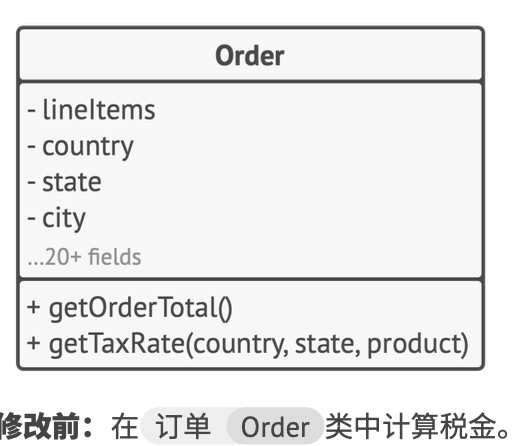 Order
- lineItems
- country
- state
- city
...20+ fields
+ getOrderTotal()
+ getTaxRate(country, state, product)
修改前：在 订单 Order 类中计算税金。